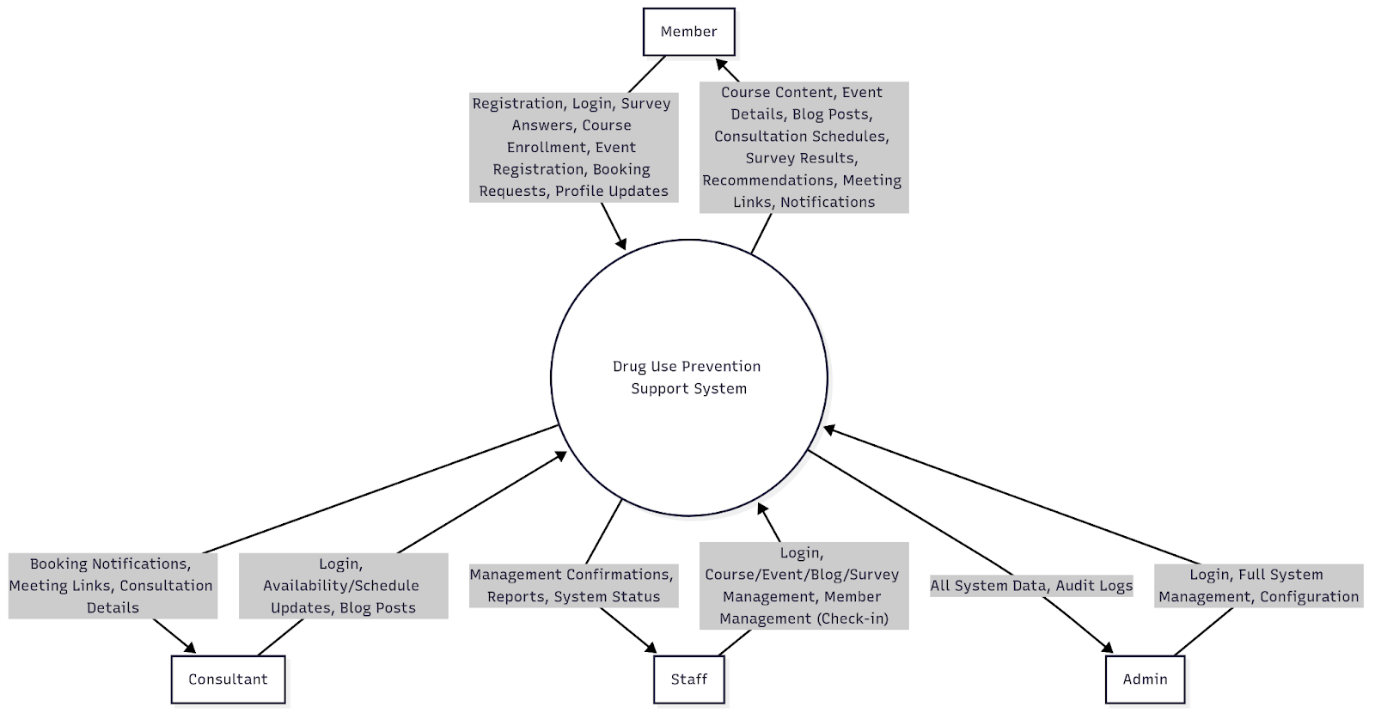 Member
Registration, Login, Survey
Answers, Course
Enrollment, Event
Registration, Booking
Requests, Profile Updates
Course Content, Event
Details, Blog Posts,
Consultation Schedules,
Survey Results,
Recommendations, Meeting
Links, Notifications
Drug Use Prevention
Support System
Booking Notifications,
Meeting Links, Consultation
Details
Login,
Availability/Schedule
Updates, Blog Posts
Management Confirmations,
Reports, System Status
Login,
Course/Event/Blog/Survey
Management, Member
Management (Check-in)
All System Data, Audit Logs
Login, Full System
Management, Configuration
Consultant
Staff
Admin